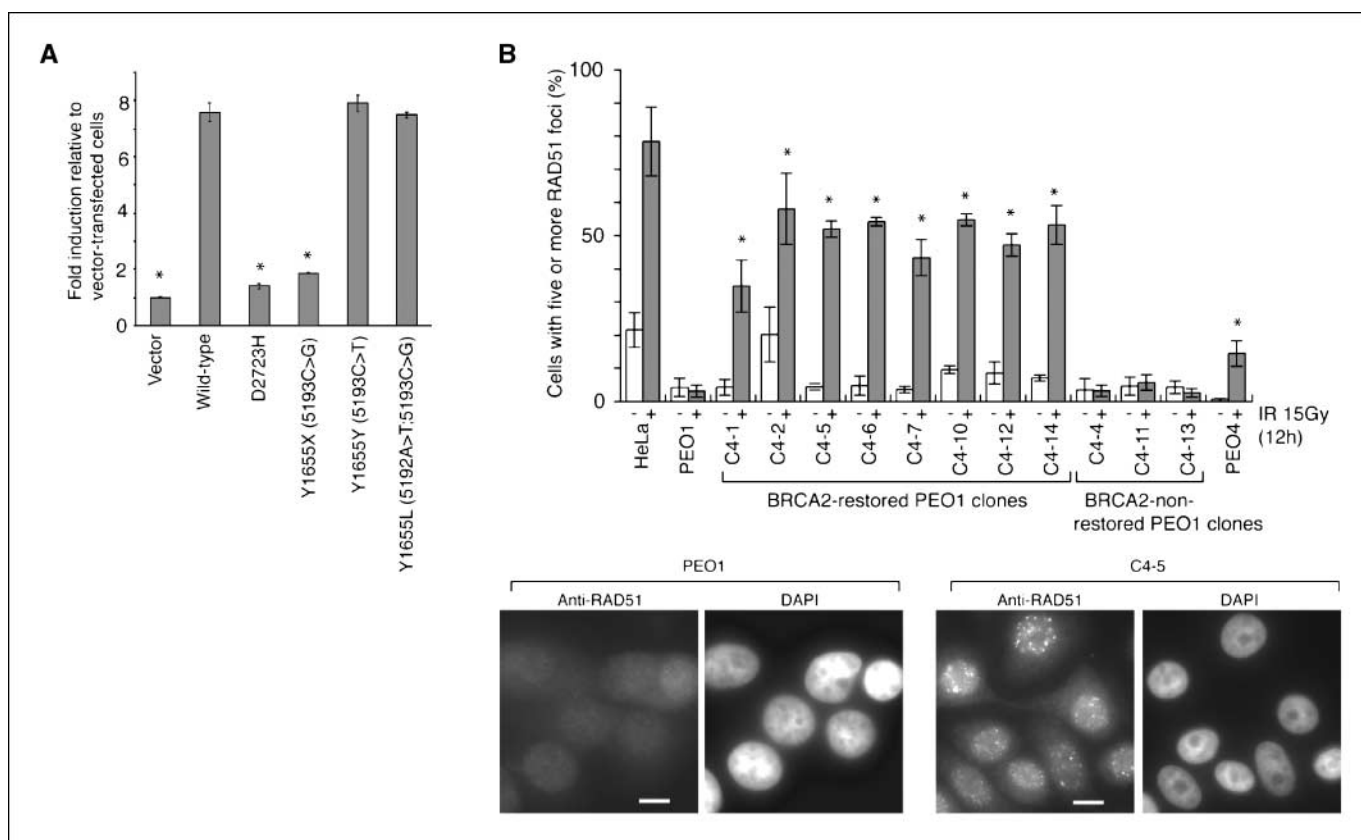 A
Fold induction relative to
vector-transfected cells
8
6
4
2
0
*
*
*
Vector
Wild-type
D2723H
Y1655X (5193C>G)
Y1655Y (5193C>T)
Y1655L (5192A>T:5193C>G)
B
Cells with five or more RAD51 foci (%)
100
50
0
* * * * * * * * *
- + - + - + - + - + - + - + - + - + - + - + - + - + - + IR 15Gy
(12h)
HeLa
PEO1
C4-1
C4-2
C4-5
C4-6
C4-7
C4-10
C4-12
C4-14
C4-4
C4-11
C4-13
PEO4
BRCA2-restored PEO1 clones
BRCA2-non-
restored PEO1 clones
PEO1
Anti-RAD51 DAPI
C4-5
Anti-RAD51 DAPI